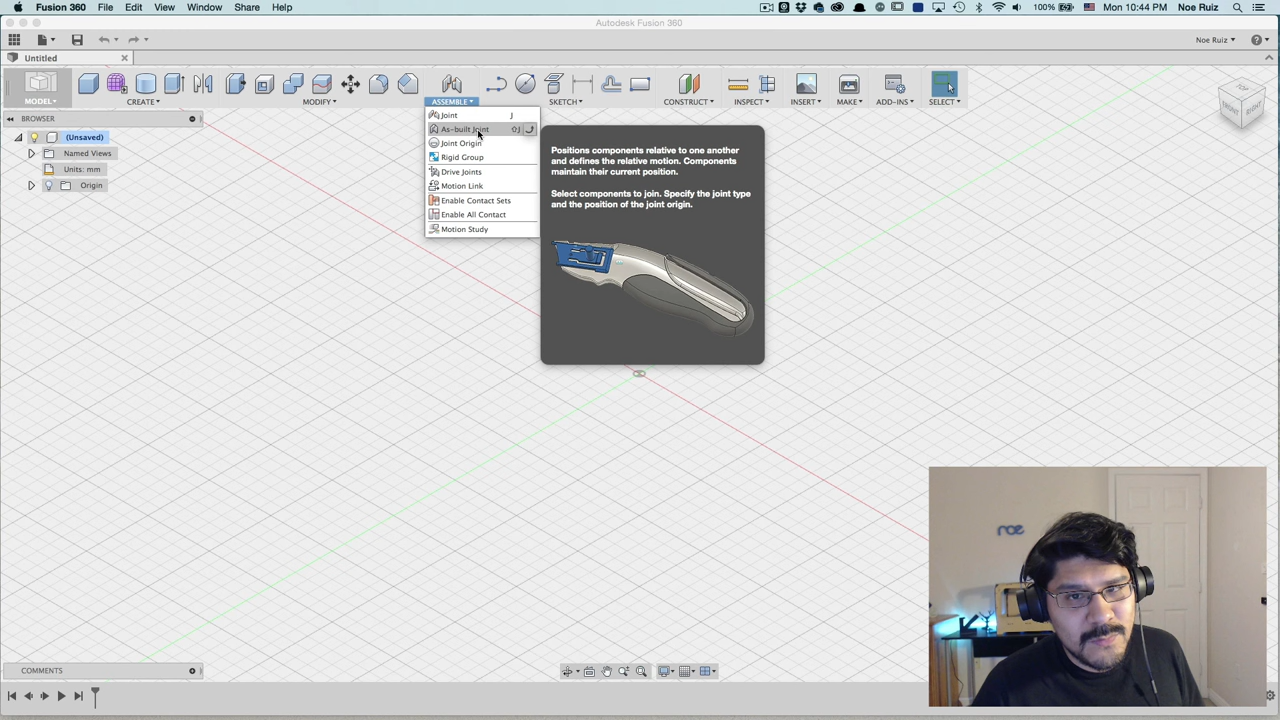 Fusion 360 File Edit View Window Share Help
100% Mon 10:44 PM Noe Ruiz
Autodesk Fusion 360
Noe Ruiz
Untitled
MODEL CREATE MODIFY ASSEMBLE SKETCH CONSTRUCT INSPECT INSERT MAKE ADD-INS SELECT
BROWSER
(Unsaved)
Named Views
Units: mm
Origin
Joint J
As-built Joint ⇧J
Joint Origin
Rigid Group
Drive Joints
Motion Link
Enable Contact Sets
Enable All Contact
Motion Study
Positions components relative to one another
and defines the relative motion. Components
maintain their current position.
Select components to join. Specify the joint type
and the position of the joint origin.
FRONT RIGHT
noe
COMMENTS